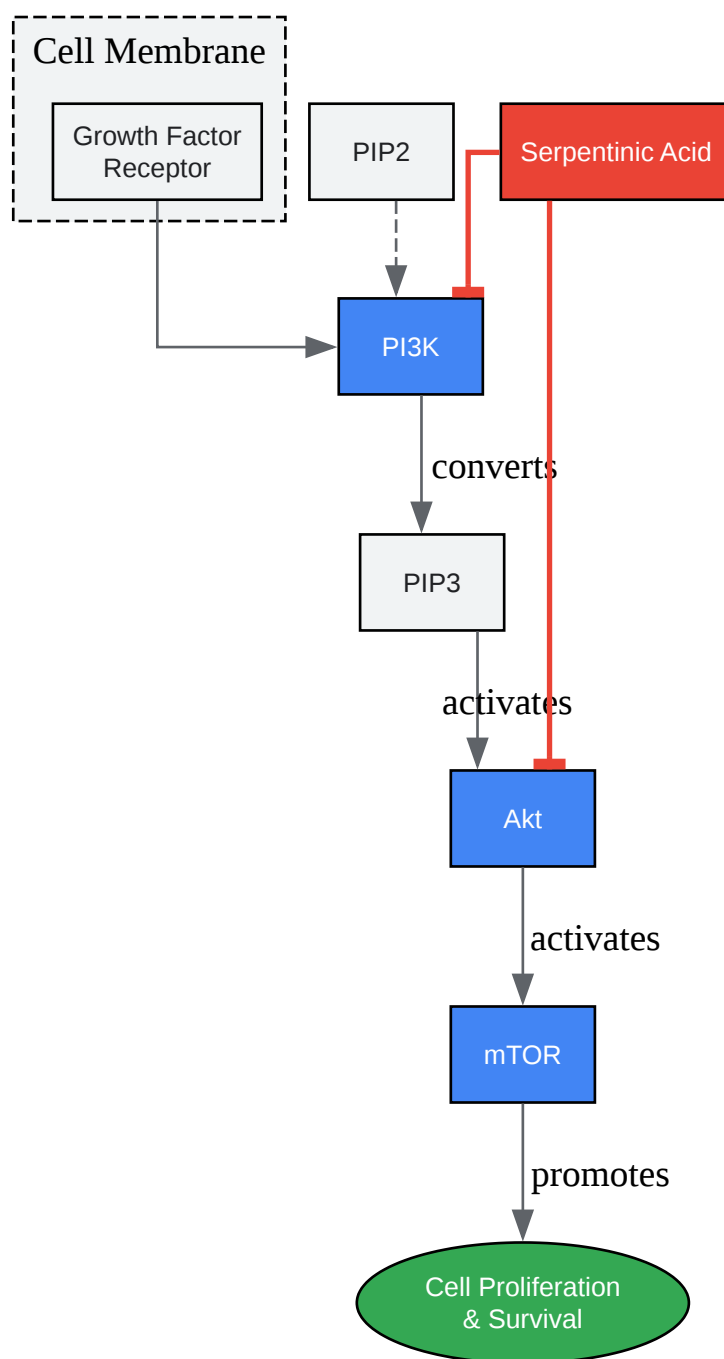 Cell Membrane
Growth Factor
Receptor
PIP2
Serpentinic Acid
PI3K
converts
PIP3
activates
Akt
activates
mTOR
promotes
Cell Proliferation
& Survival